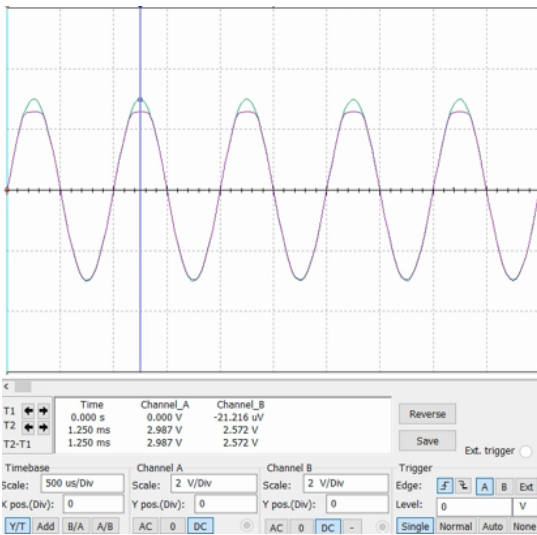 Time Channel_A Channel_B
T1 0.000 s 0.000 V -21.216 uV
T2 1.250 ms 2.987 V 2.572 V
T2-T1 1.250 ms 2.987 V 2.572 V
Reverse
Save
Ext. trigger
Timebase
Scale: 500 us/Div
X pos.(Div): 0
Y/T Add B/A A/B
Channel A
Scale: 2 V/Div
Y pos.(Div): 0
AC 0 DC
Channel B
Scale: 2 V/Div
Y pos.(Div): 0
AC 0 DC -
Trigger
Edge: A B Ext
Level: 0 V
Single Normal Auto None